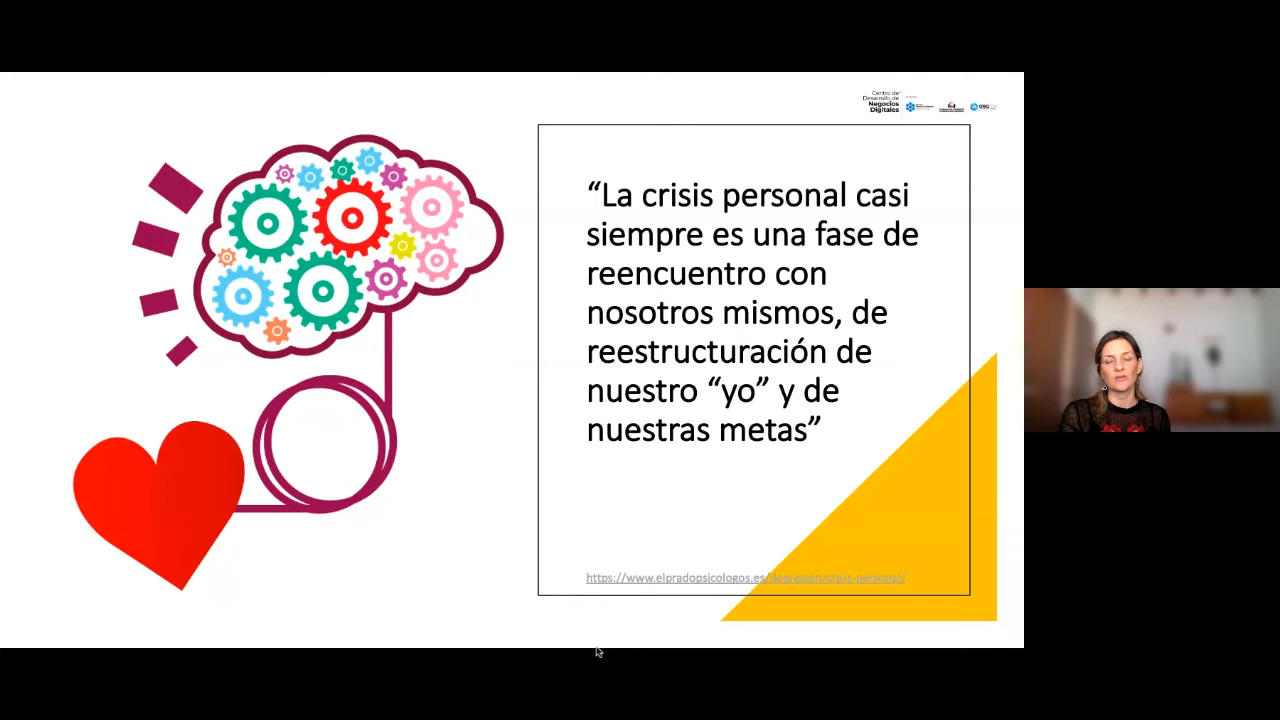 Centro de
Desarrollo de
Negocios
Digitales
“La crisis personal casi
siempre es una fase de
reencuentro con
nosotros mismos, de
reestructuración de
nuestro “yo” y de
nuestras metas”
https://www.elpradopsicologos.es/depresion/crisis-personal/